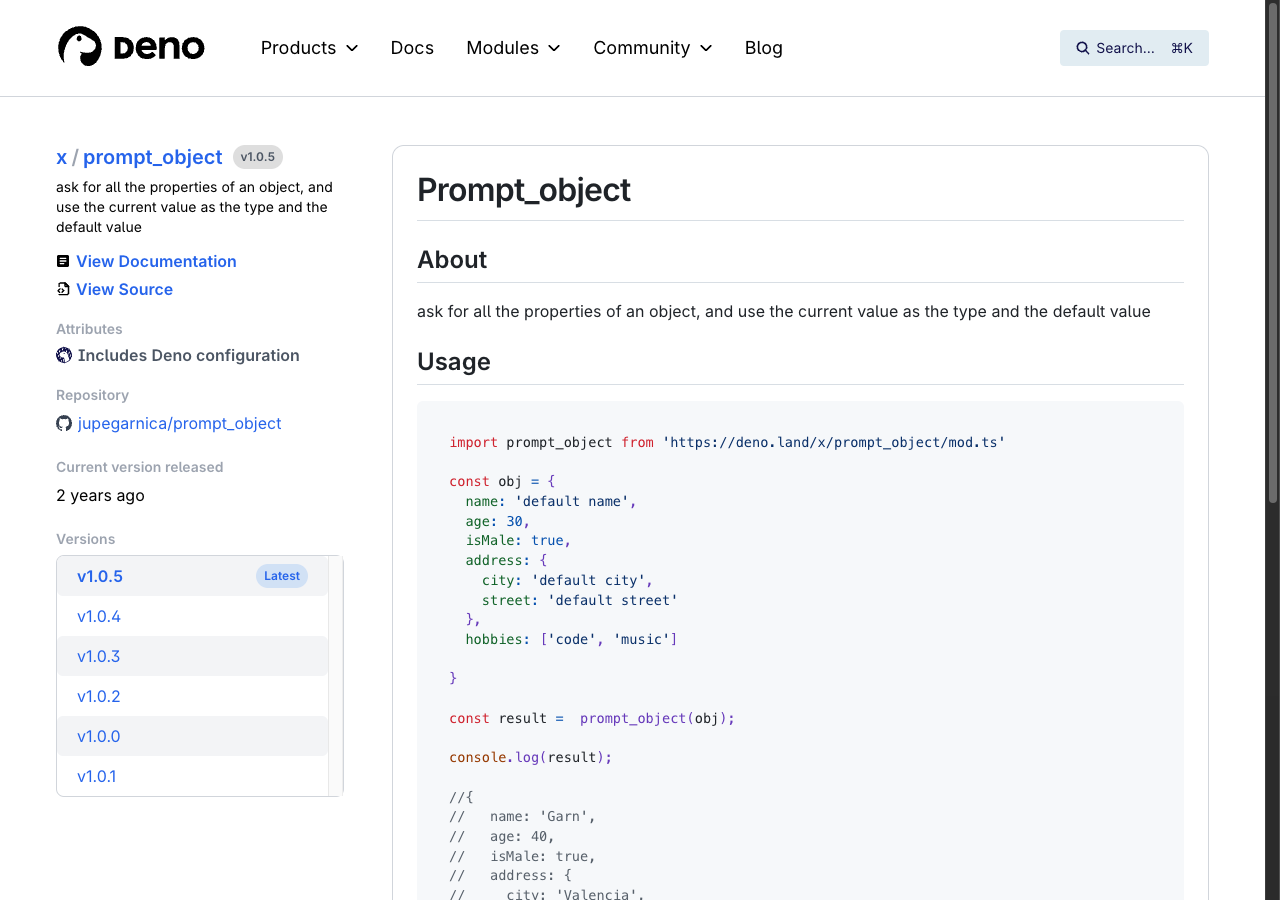 DENO
Products
Docs
Modules
Community
Blog
Search...
⌘K
x / prompt_object v1.0.5
ask for all the properties of an object, and
use the current value as the type and the
default value
View Documentation
View Source
Attributes
Includes Deno configuration
Repository
jupegarnica/prompt_object
Current version released
2 years ago
Versions
v1.0.5 Latest
v1.0.4
v1.0.3
v1.0.2
v1.0.0
v1.0.1
Prompt_object
About
ask for all the properties of an object, and use the current value as the type and the default value
Usage
import prompt_object from 'https://deno.land/x/prompt_object/mod.ts'
const obj = {
  name: 'default name',
  age: 30,
  isMale: true,
  address: {
    city: 'default city',
    street: 'default street'
  },
  hobbies: ['code', 'music']
}
const result =  prompt_object(obj);
console.log(result);
//{
//   name: 'Garn',
//   age: 40,
//   isMale: true,
//   address: {
//     city: 'Valencia',